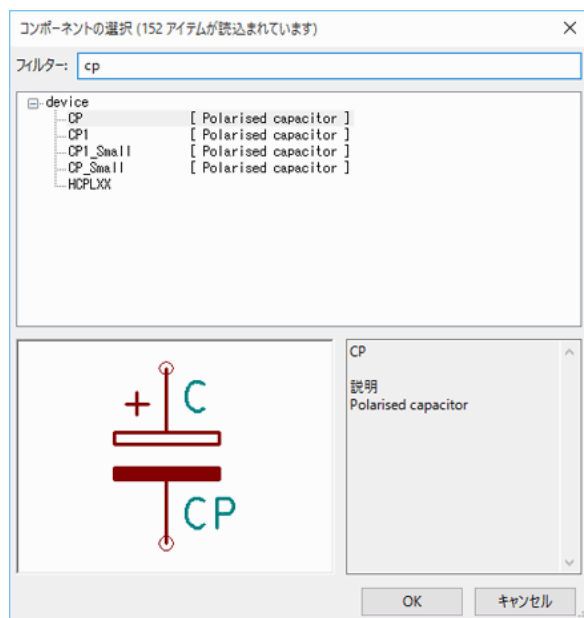 コンポーネントの選択 (152 アイテムが読込まれています)
フィルター: cp
device
CP [ Polarised capacitor ]
CP1 [ Polarised capacitor ]
CP1_Small [ Polarised capacitor ]
CP_Small [ Polarised capacitor ]
HCPLXX
+ C
CP
CP
説明
Polarised capacitor
OK キャンセル